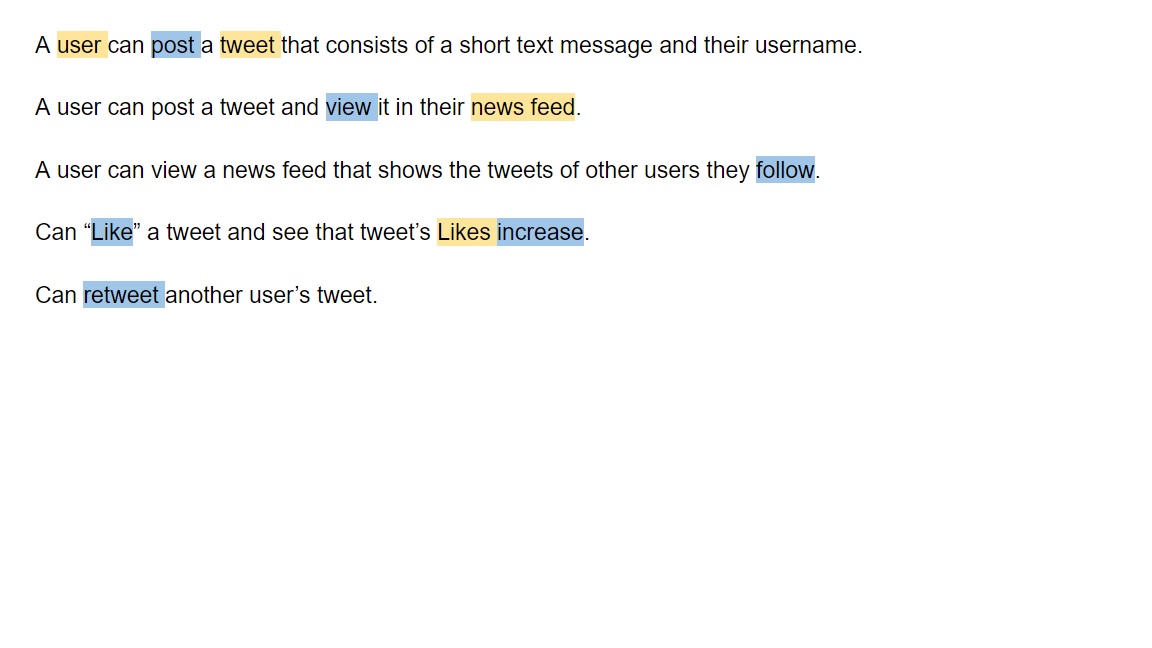 A user can post a tweet that consists of a short text message and their username.
A user can post a tweet and view it in their news feed.
A user can view a news feed that shows the tweets of other users they follow.
Can “Like” a tweet and see that tweet’s Likes increase.
Can retweet another user’s tweet.